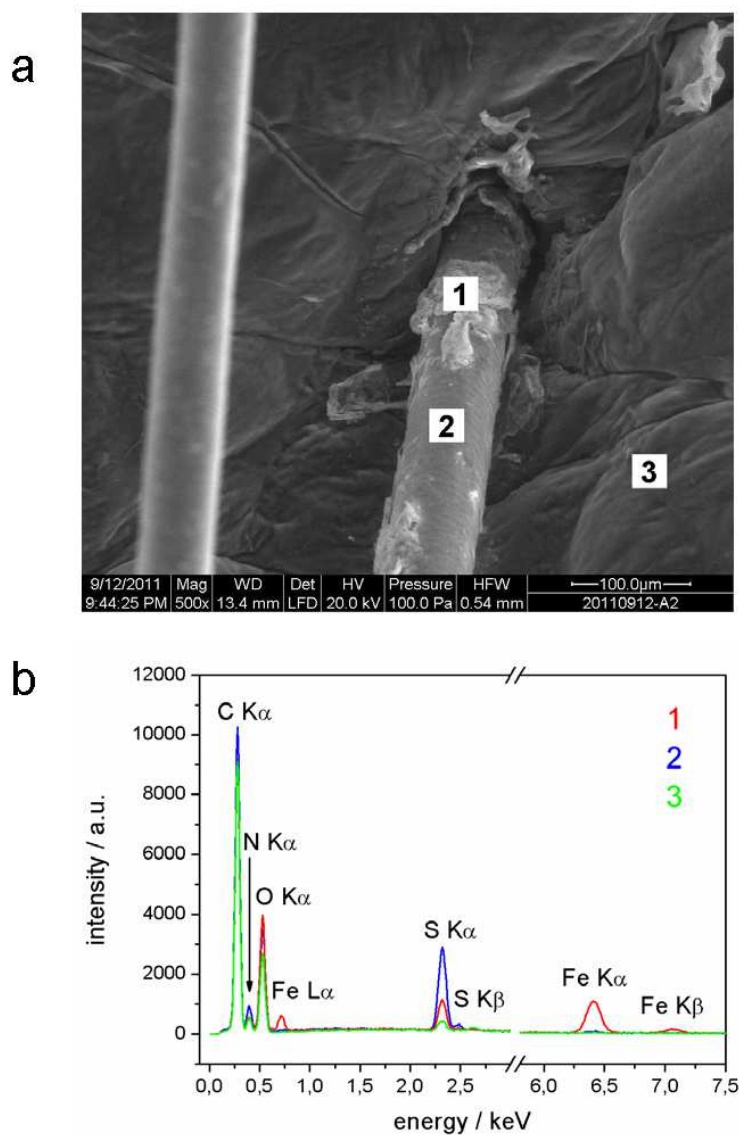 a
1
2
3
9/12/2011 Mag WD Det HV Pressure HFW 100.0µm
9:44:25 PM 500x 13.4 mm LFD 20.0 kV 100.0 Pa 0.54 mm 20110912-A2
b
12000
10000
8000
6000
4000
2000
0
intensity / a.u.
C Kα
N Kα
O Kα
Fe Lα
S Kα
S Kβ
Fe Kα
Fe Kβ
1
2
3
0,0 0,5 1,0 1,5 2,0 2,5 6,0 6,5 7,0 7,5
energy / keV